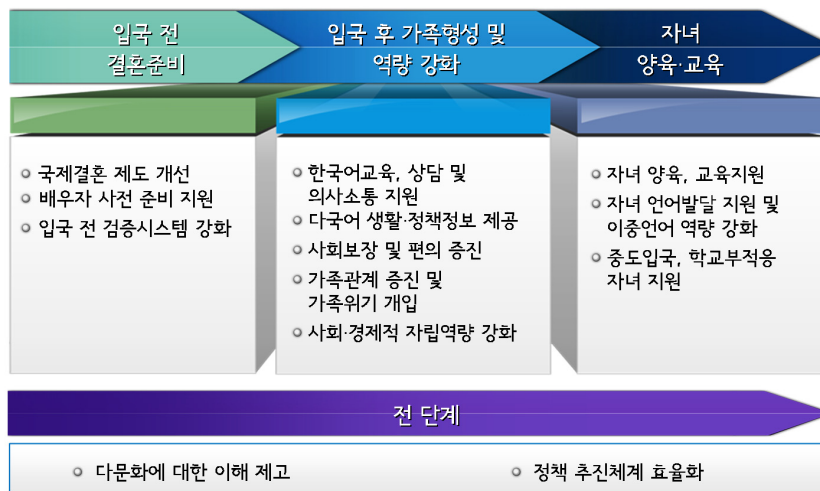 입국 전
결혼준비
입국 후 가족형성 및
역량 강화
자녀
양육·교육
국제결혼 제도 개선
배우자 사전 준비 지원
입국 전 검증시스템 강화
한국어교육, 상담 및
의사소통 지원
다국어 생활·정책정보 제공
사회보장 및 편의 증진
가족관계 증진 및
가족위기 개입
사회·경제적 자립역량 강화
자녀 양육, 교육지원
자녀 언어발달 지원 및
이중언어 역량 강화
중도입국, 학교부적응
자녀 지원
전 단계
다문화에 대한 이해 제고
정책 추진체계 효율화